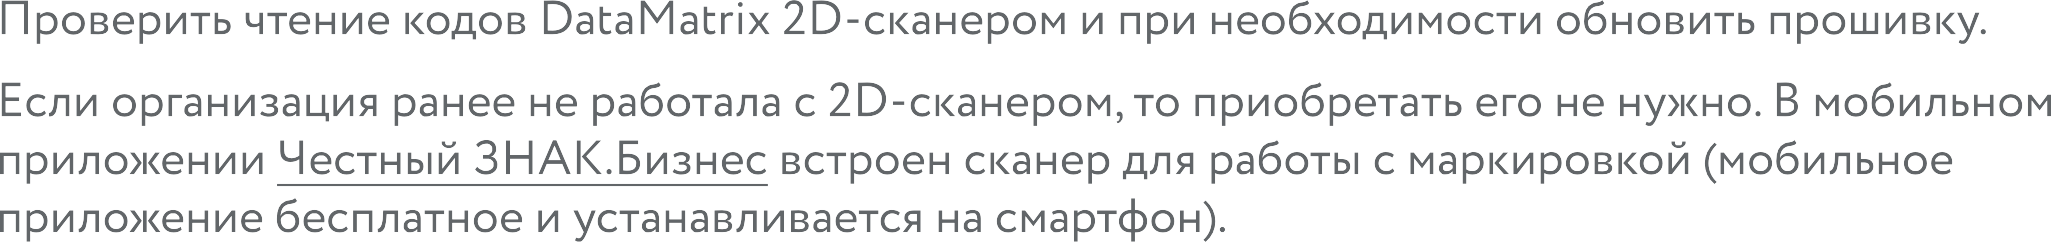 Проверить чтение кодов DataMatrix 2D-сканером и при необходимости обновить прошивку.
Если организация ранее не работала с 2D-сканером, то приобретать его не нужно. В мобильном
приложении Честный ЗНАК.Бизнес встроен сканер для работы с маркировкой (мобильное
приложение бесплатное и устанавливается на смартфон).